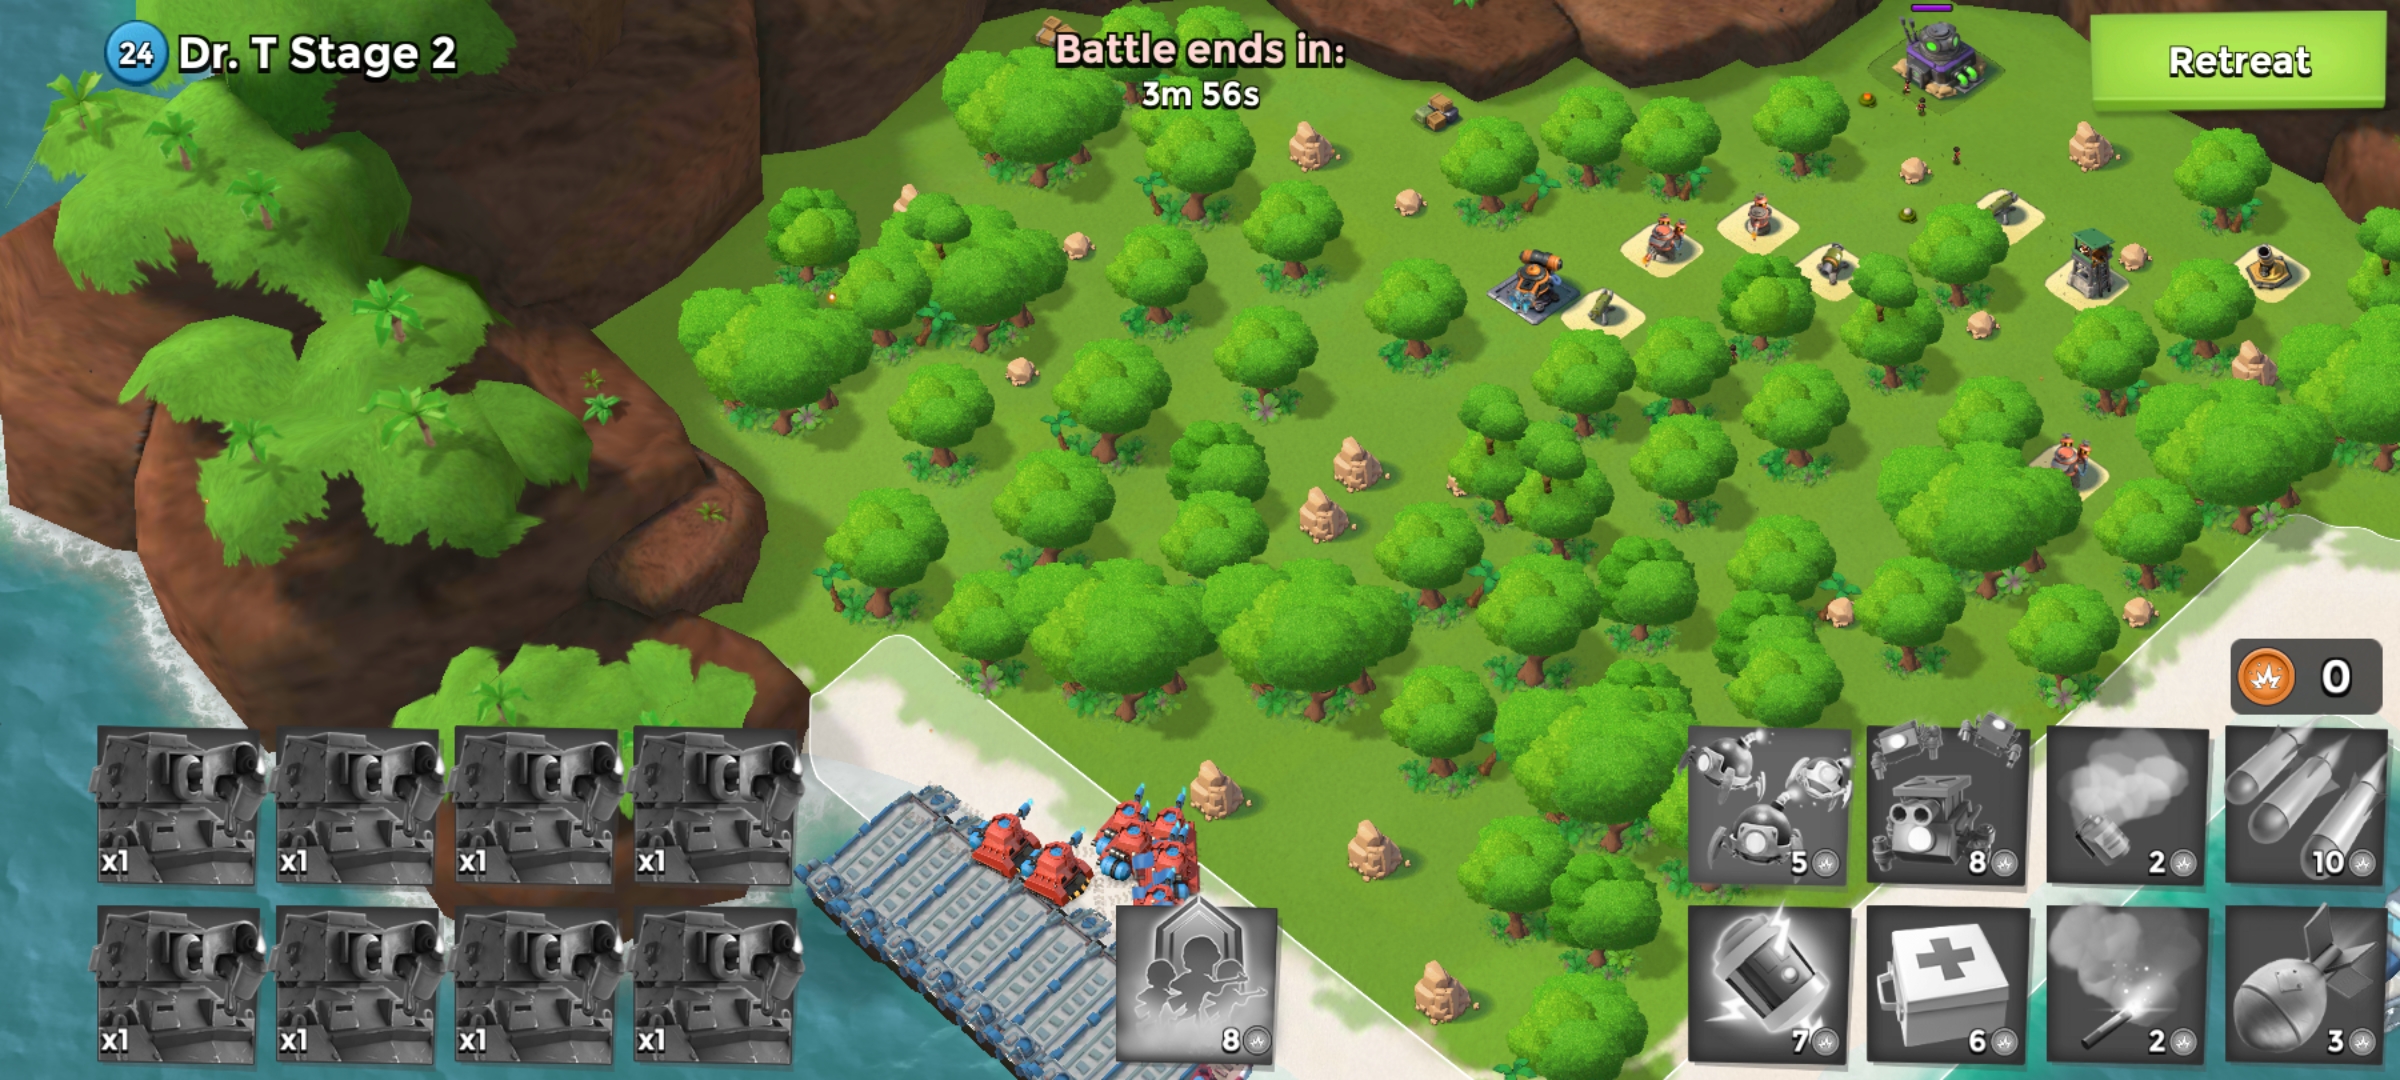 24 Dr. T Stage 2
Battle ends in:
3m 56s
Retreat
0
x1 x1 x1 x1
5 8 2 10
x1 x1 x1 x1
8
7 6 2 3